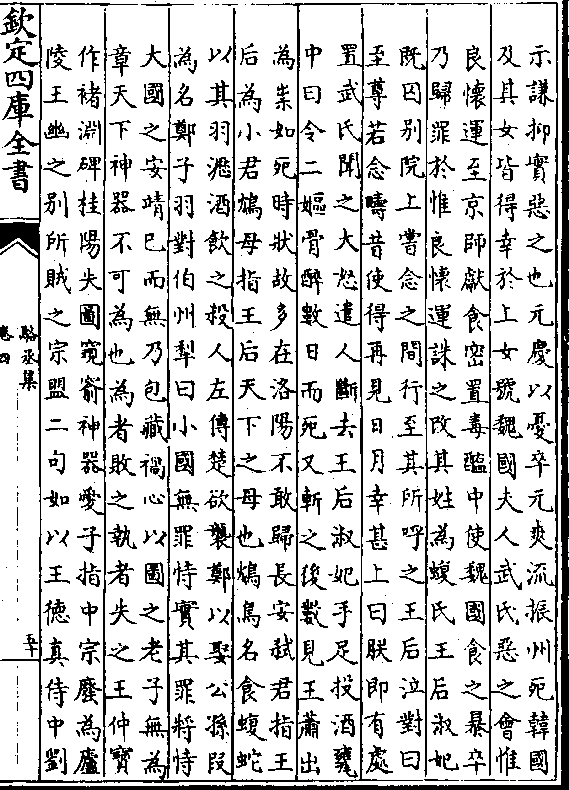 示謙抑實惡之也元慶以憂卒元爽流振州死韓國
及其女皆得幸於上女號魏國夫人武氏惡之會惟
良懷運至京師獻食密置毒醢中使魏國食之暴卒
乃歸罪於惟良懷運誅之改其姓為蝮氏王后淑妃
既囚别院上嘗念之間行至其所呼之王后泣對曰
至尊若念疇昔使得再見日月幸甚上曰朕即有處
置武氏聞之大怒遣人斷去王后淑妃手足投酒甕
中曰令二嫗骨醉數日而死又斬之後數見王蕭出
為祟如死時狀故多在洛陽不敢歸長安弑君指王
后為小君鴆母指王后天下之母也鴆鳥名食蝮蛇
以其羽瀝酒飲之殺人左傳楚欲襲鄭以娶公孫段
為名鄭子羽對伯州犂曰小國無罪恃實其罪將恃
大國之安靖已而無乃包藏禍心以圖之老子無為
章天下神器不可為也為者敗之執者失之王仲寶
作褚淵碑桂陽失圖窺窬神器愛子指中宗廢為廬
陵王幽之别所賊之宗盟二句如以王德真侍中劉
欽定四庫全書
駱丞集
卷四
五十